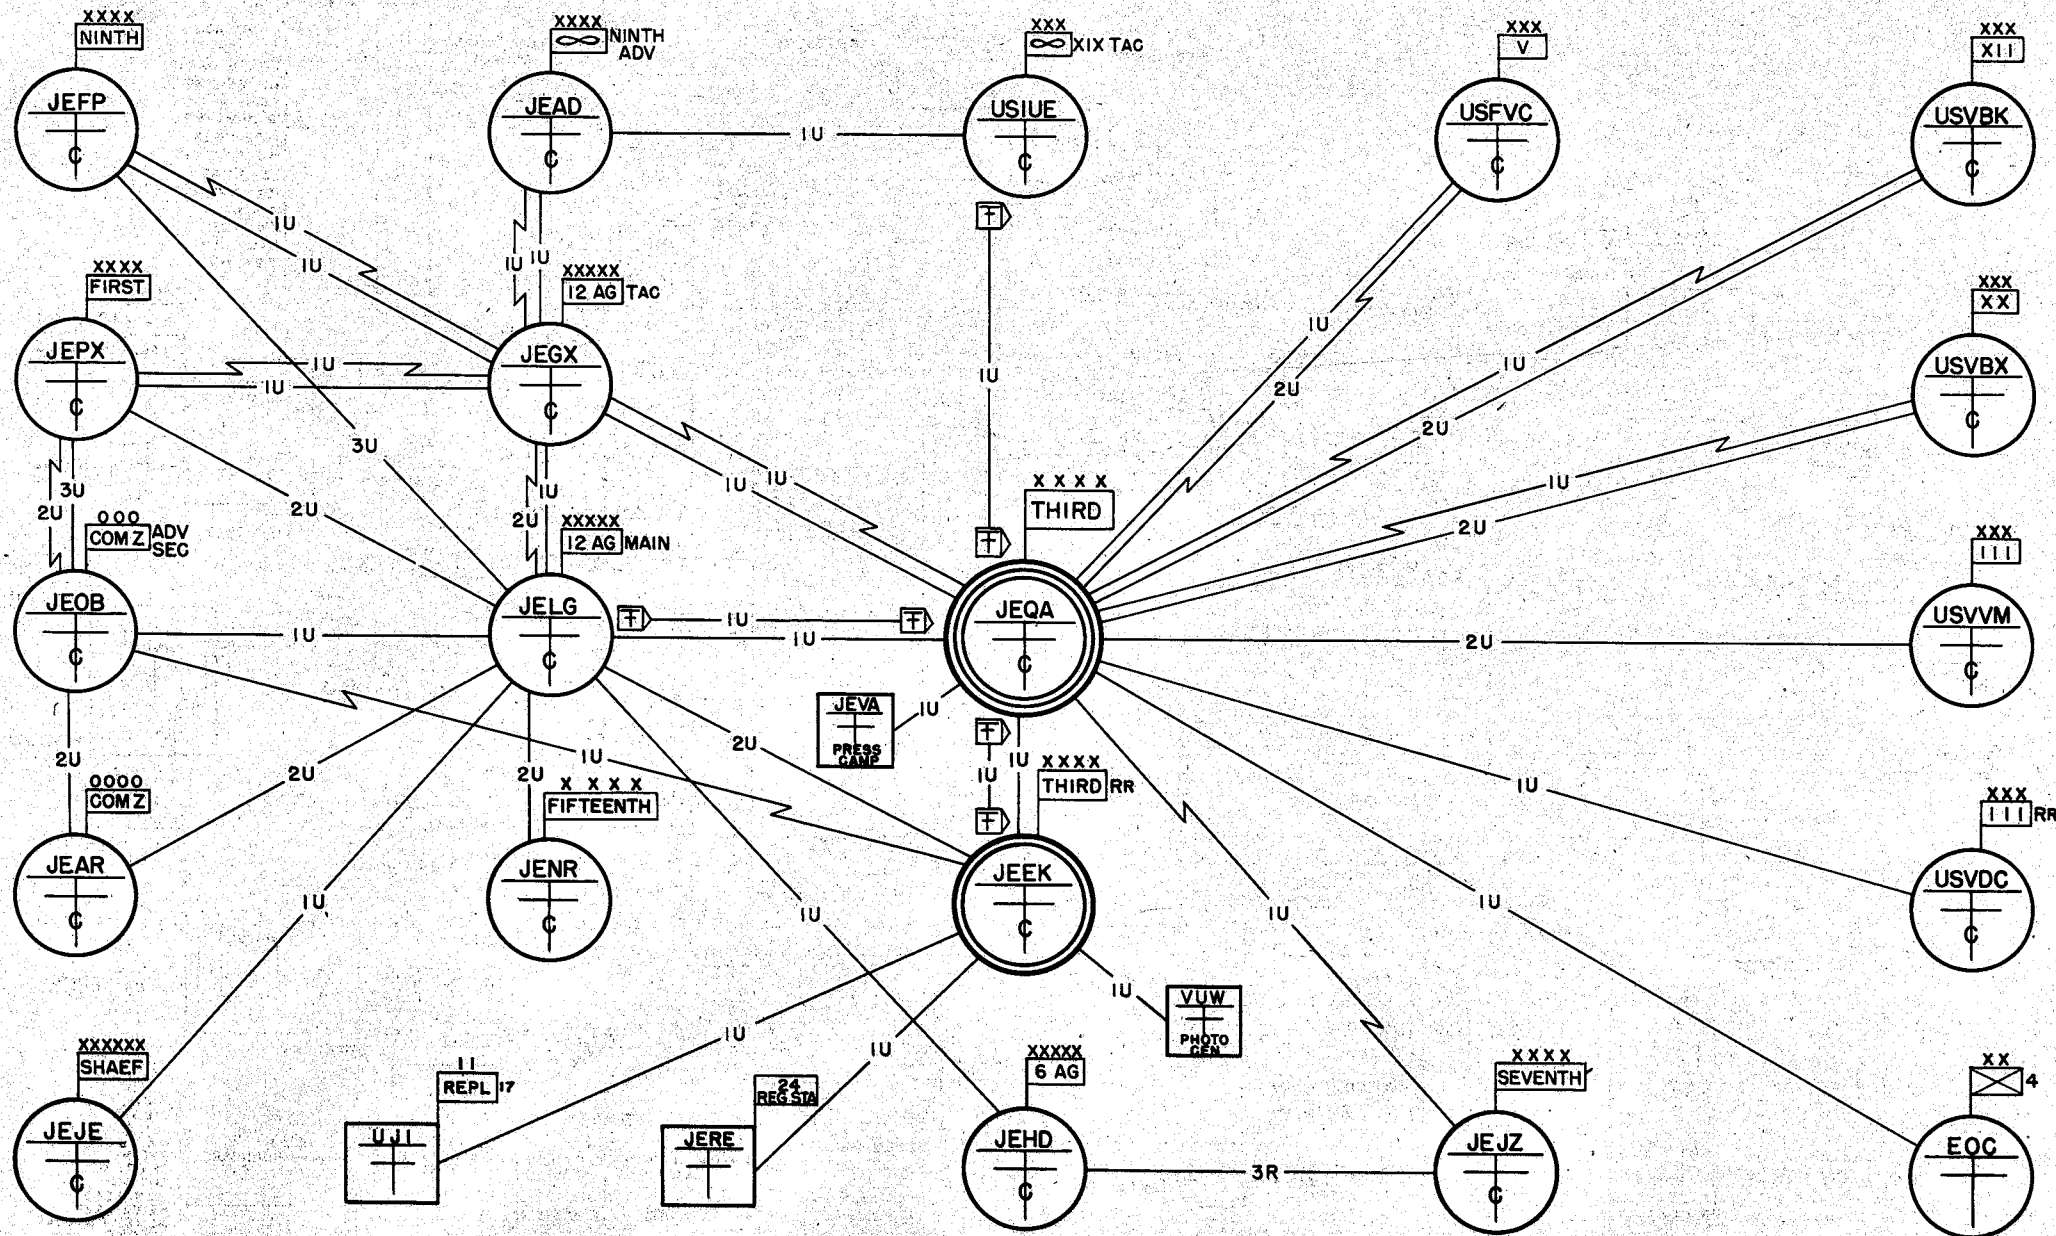 XXXX
NINTH
JEFP
C
XXXX
NINTH
ADV
JEAD
C
XXX
XIX TAC
USIUE
C
XXX
V
USFVC
C
XXX
XII
USVBK
C
1U
1U
1U
1U
1U
XXXX
FIRST
JEPX
C
XXXXX
12 AG TAC
JEGX
C
1U
1U
1U
3U
1U
1U
2U
1U
2U
XXX
XX
USVBX
C
1U
1U
2U
1U
2U
3U
2U
2U
1U
2U
000
COM Z
ADV
SEC
JEOB
C
XXXXX
12 AG MAIN
JELG
C
XXXX
THIRD
JEQA
C
XXX
III
USVVM
C
1U
T
1U
T
1U
T
T
2U
JEVA
PRESS
CAMP
1U
T
1U
1U
T
XXXX
THIRD RR
JEEK
C
2U
2U
2U
1U
2U
0000
COM Z
JEAR
C
X X X X
FIFTEENTH
JENR
C
1U
XXX
III RR
USVDC
C
1U
1U
1U
1U
1U
1U
1U
VUW
PHOTO
CEN
XXXXXX
SHAEF
JEJE
C
II
REPL 17
UJI
24
REG STA
JERE
XXXXX
6 AG
JEHD
C
3R
XXXX
SEVENTH
JEJZ
C
XX
4
EOC